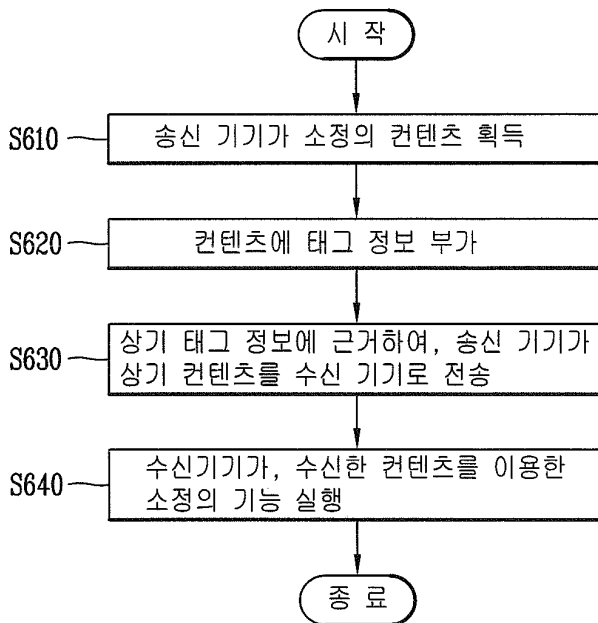 시 작
S610
송신 기기가 소정의 컨텐츠 획득
S620
컨텐츠에 태그 정보 부가
S630
상기 태그 정보에 근거하여, 송신 기기가
상기 컨텐츠를 수신 기기로 전송
S640
수신기기가, 수신한 컨텐츠를 이용한
소정의 기능 실행
종 료